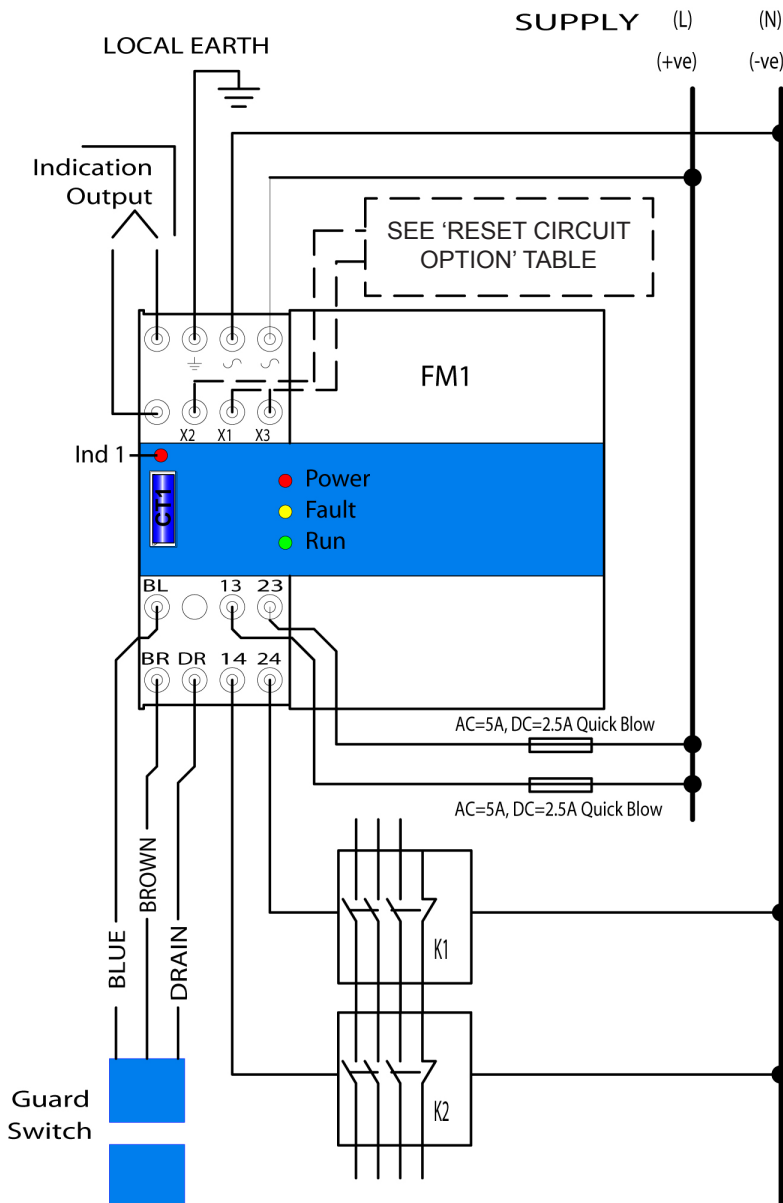 SUPPLY (L) (N)
(+ve) (-ve)
LOCAL EARTH
Indication
Output
SEE ‘RESET CIRCUIT
OPTION’ TABLE
FM1
X2 X1 X3
Ind 1
CT1
Power
Fault
Run
BL 13 23
BR DR 14 24
AC=5A, DC=2.5A Quick Blow
AC=5A, DC=2.5A Quick Blow
BLUE
BROWN
DRAIN
K1
K2
Guard
Switch